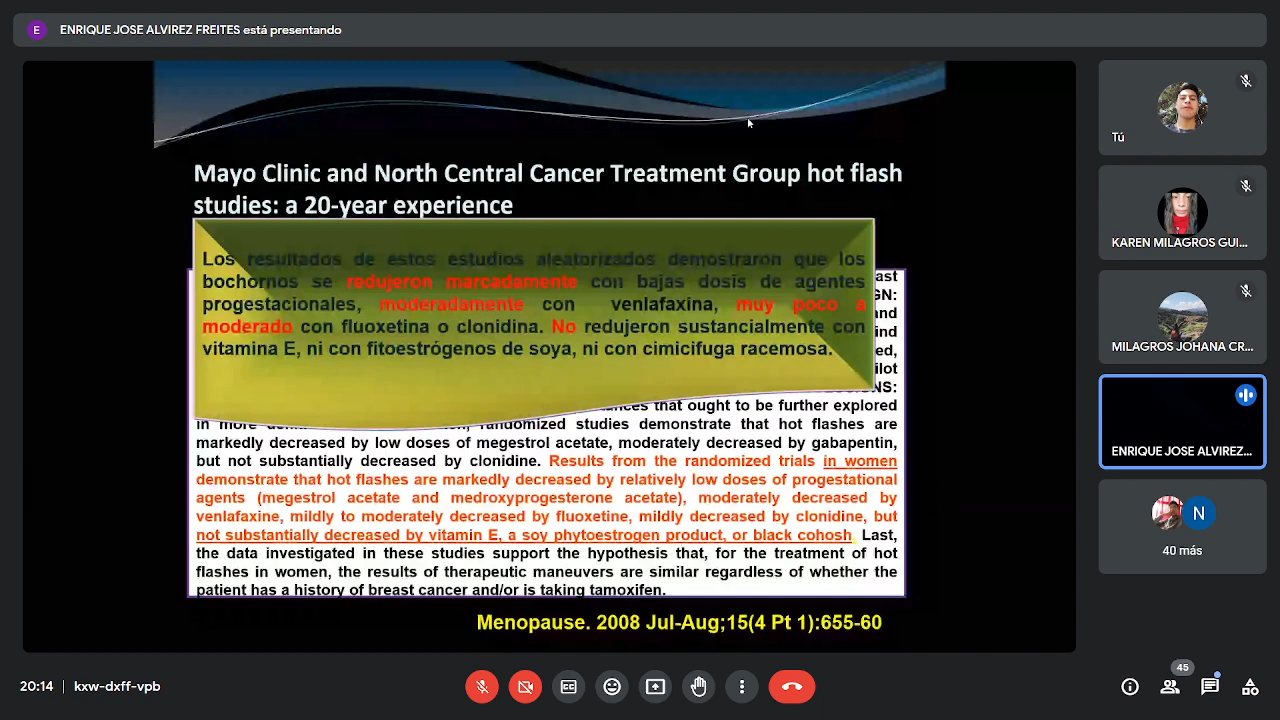 E
ENRIQUE JOSE ALVIREZ FREITES está presentando
Mayo Clinic and North Central Cancer Treatment Group hot flash
studies: a 20-year experience
Los resultados de estos estudios aleatorizados demostraron que los
bochornos se redujeron marcadamente con bajas dosis de agentes
progestacionales, moderadamente con venlafaxina, muy poco a
moderado con fluoxetina o clonidina. No redujeron sustancialmente con
vitamina E, ni con fitoestrógenos de soya, ni con cimicifuga racemosa.
that ought to be further explored
in more randomized studies demonstrate that hot flashes are
markedly decreased by low doses of megestrol acetate, moderately decreased by gabapentin,
but not substantially decreased by clonidine. Results from the randomized trials in women
demonstrate that hot flashes are markedly decreased by relatively low doses of progestational
agents (megestrol acetate and medroxyprogesterone acetate), moderately decreased by
venlafaxine, mildly to moderately decreased by fluoxetine, mildly decreased by clonidine, but
not substantially decreased by vitamin E, a soy phytoestrogen product, or black cohosh. Last,
the data investigated in these studies support the hypothesis that, for the treatment of hot
flashes in women, the results of therapeutic maneuvers are similar regardless of whether the
patient has a history of breast cancer and/or is taking tamoxifen.
Menopause. 2008 Jul-Aug;15(4 Pt 1):655-60
Tú
KAREN MILAGROS GUI...
MILAGROS JOHANA CR...
ENRIQUE JOSE ALVIREZ...
N
40 más
20:14 | kxw-dxff-vpb
45